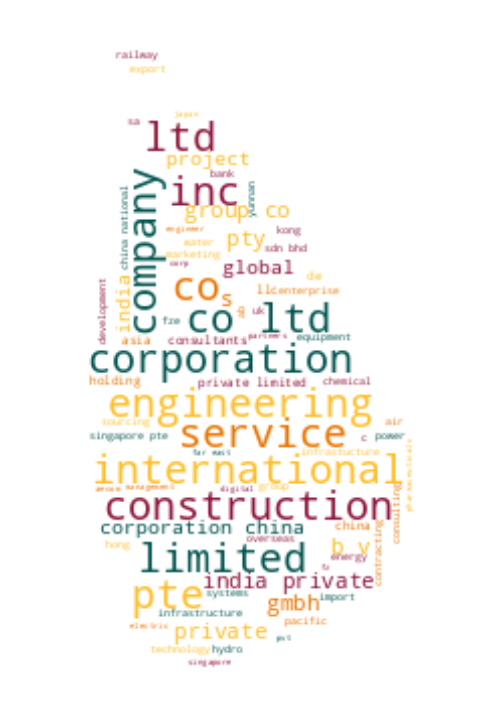 railway
export
japan
sa
ltd
project
bank
company
inc
yunnan
china national
group co
engineer
kong
water
pty
sdn bhd
marketing
corp
global
development
india
co
s
de
llc
enterprise
co ltd
uk
fze
asia
consultants
partners
equipment
corporation
holding
private limited
chemical
engineering
sourcing
air
service
singapore pte
c
power
far east
infrastucture
pharmaceuticals
international
aecom
management
digital
group
construction
consulting
corporation china
china
contracting
hong
overseas
b v
limited
energy
india private
pte
systems
gmbh
import
infrastructure
pacific
electric
private
pvt
technology
hydro
singapore